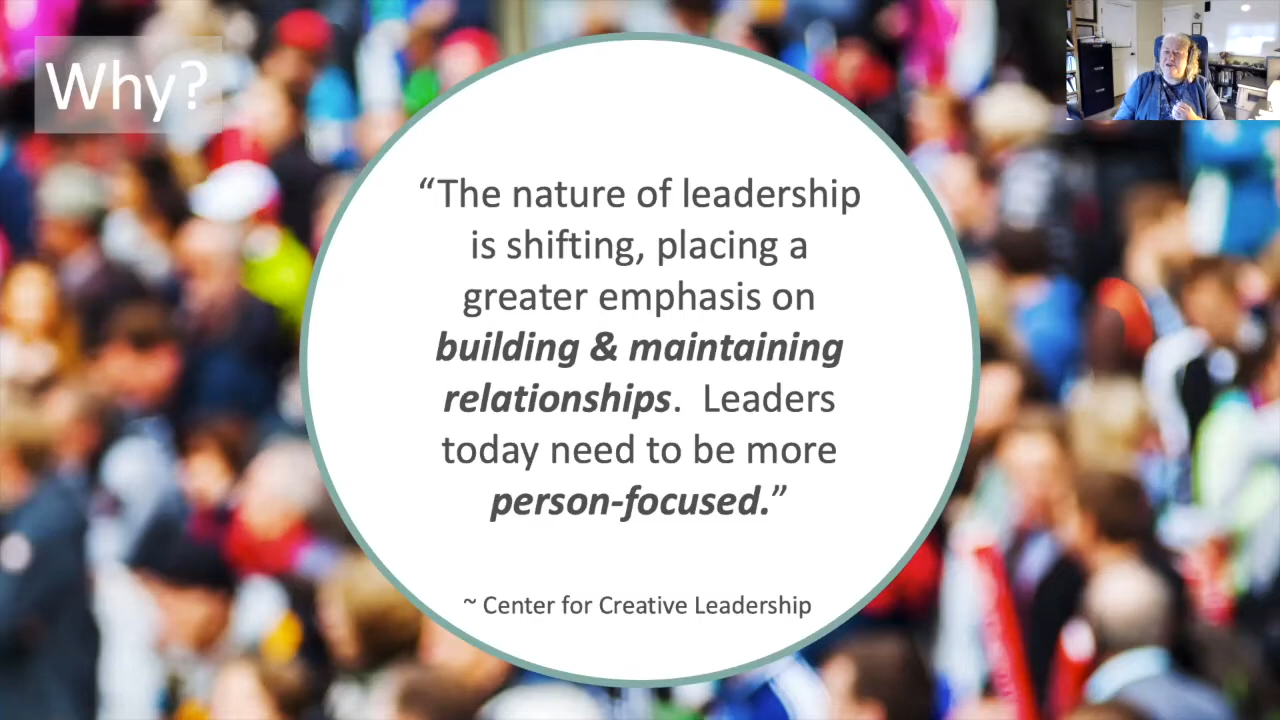 Why?
“The nature of leadership
is shifting, placing a
greater emphasis on
building & maintaining
relationships.  Leaders
today need to be more
person-focused.”
~ Center for Creative Leadership